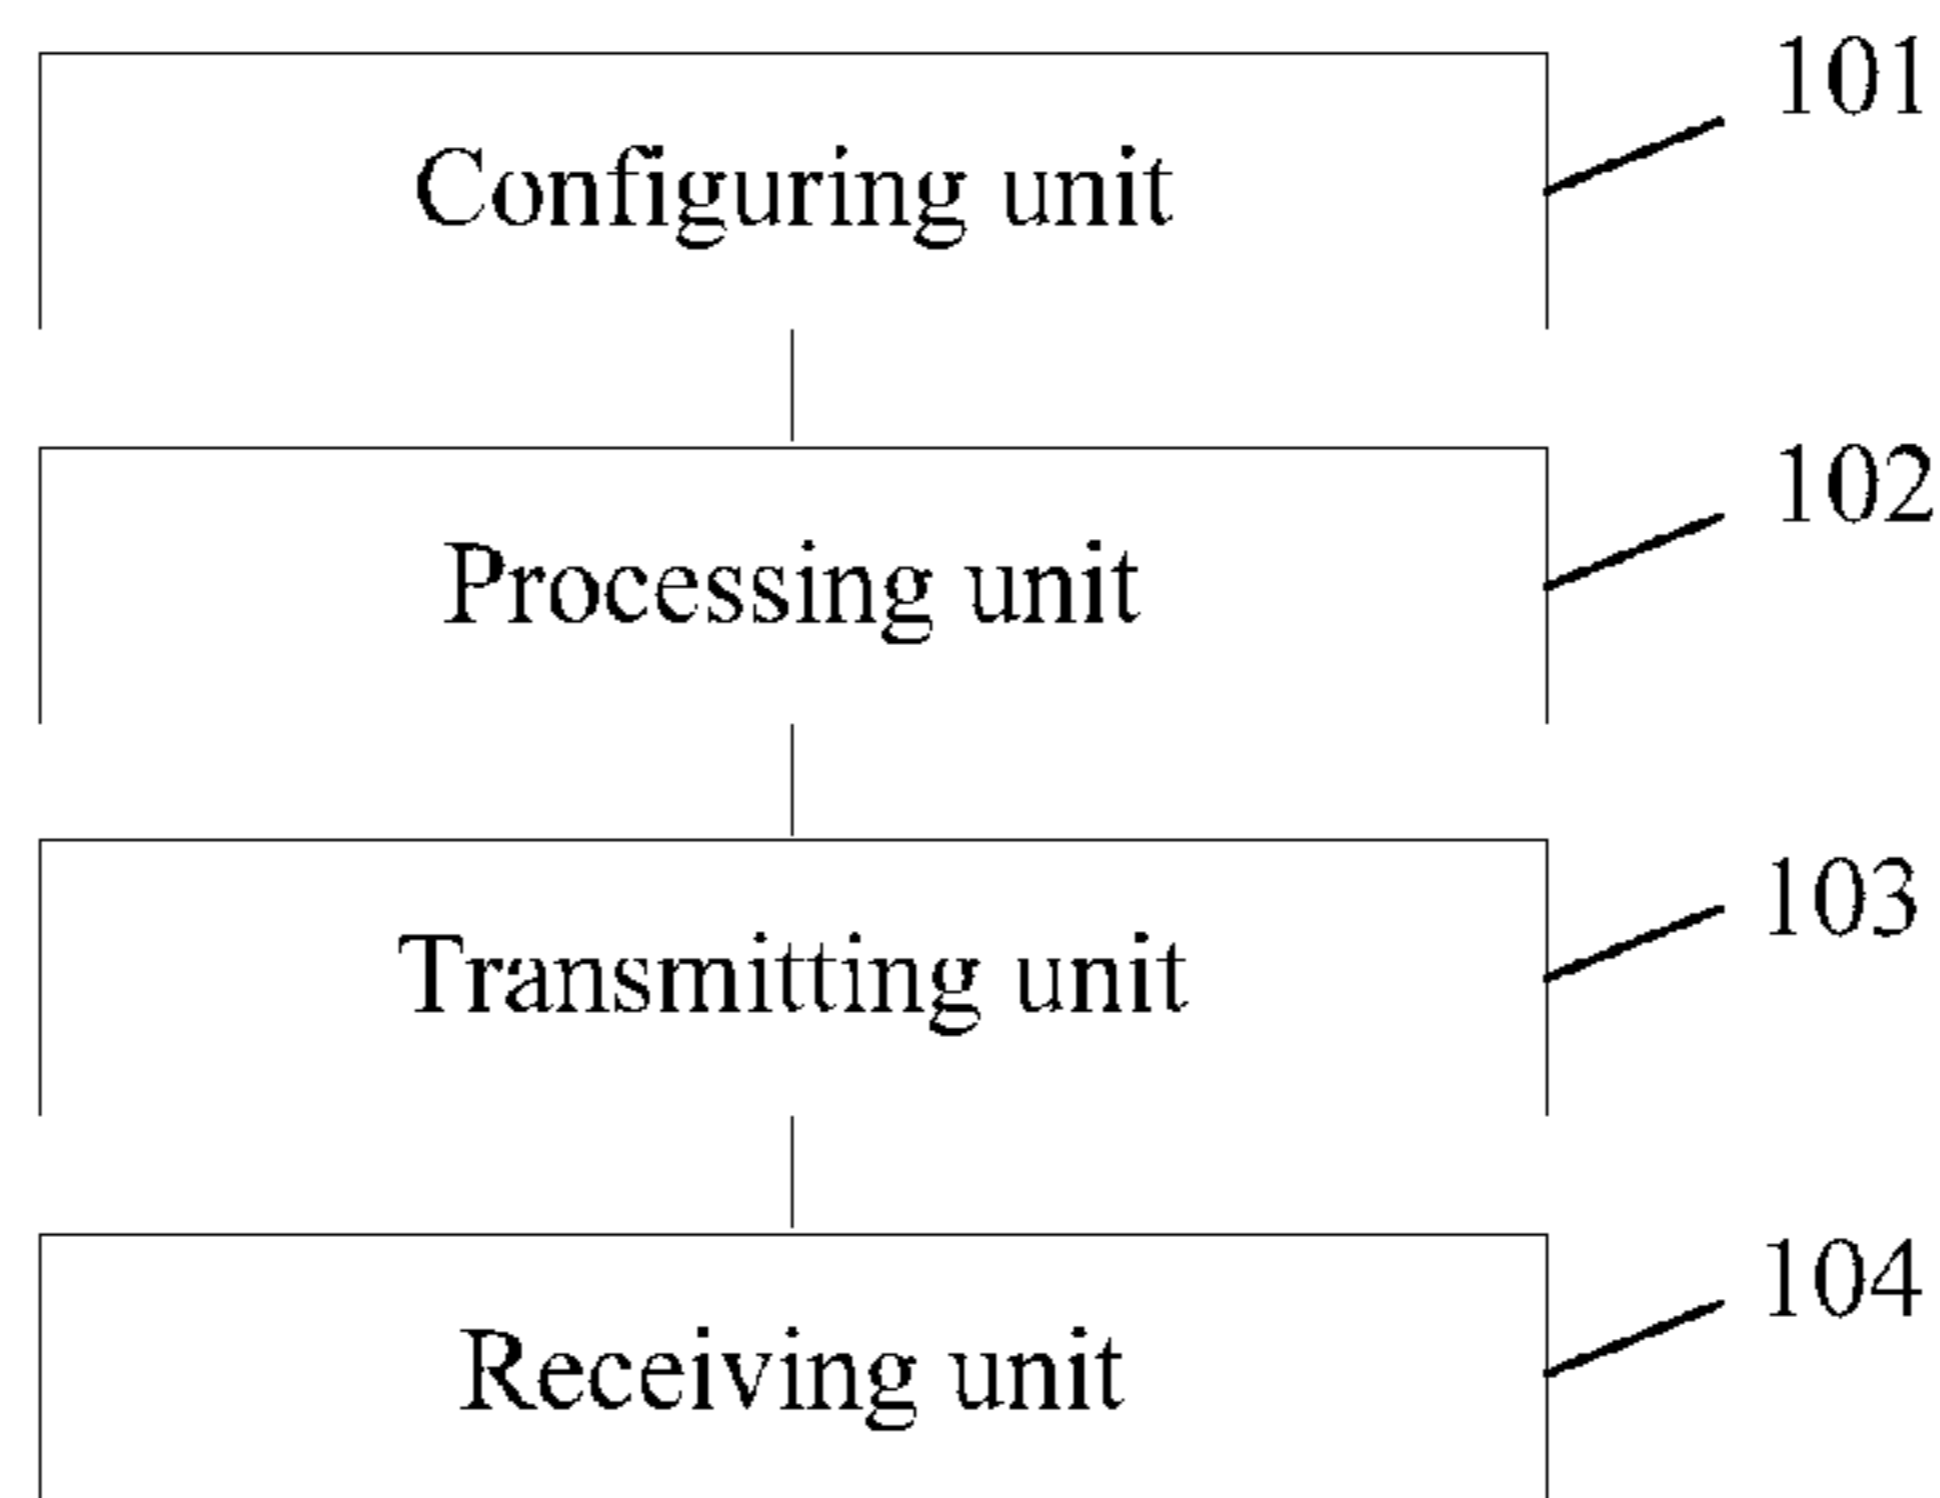 101
Configuring unit
102
Processing unit
103
Transmitting unit
104
Receiving unit